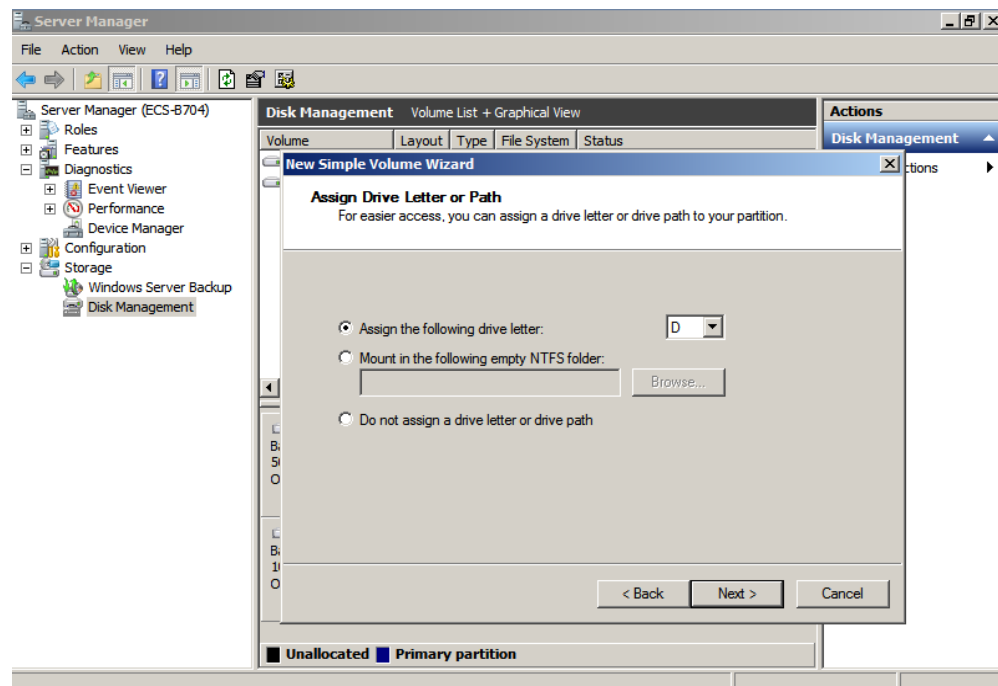 Server Manager
File Action View Help
Server Manager (ECS-B704)
Roles
Features
Diagnostics
Event Viewer
Performance
Device Manager
Configuration
Storage
Windows Server Backup
Disk Management
Disk Management Volume List + Graphical View
Volume Layout Type File System Status
New Simple Volume Wizard
Assign Drive Letter or Path
For easier access, you can assign a drive letter or drive path to your partition.
Assign the following drive letter: D
Mount in the following empty NTFS folder:
Browse...
Do not assign a drive letter or drive path
< Back Next > Cancel
Unallocated Primary partition
Actions
Disk Management